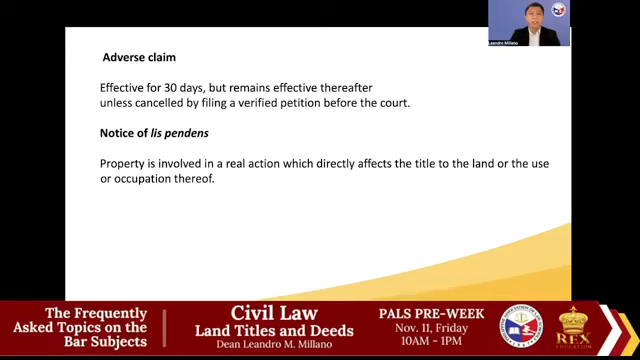 Leandro Millano
Adverse claim
Effective for 30 days, but remains effective thereafter
unless cancelled by filing a verified petition before the court.
Notice of lis pendens
Property is involved in a real action which directly affects the title to the land or the use
or occupation thereof.
The Frequently
Asked Topics on the
Bar Subjects
Civil Law
Land Titles and Deeds
Dean Leandro M. Millano
PALS PRE-WEEK
Nov. 11, Friday
10AM - 1PM
REX
EDUCATION